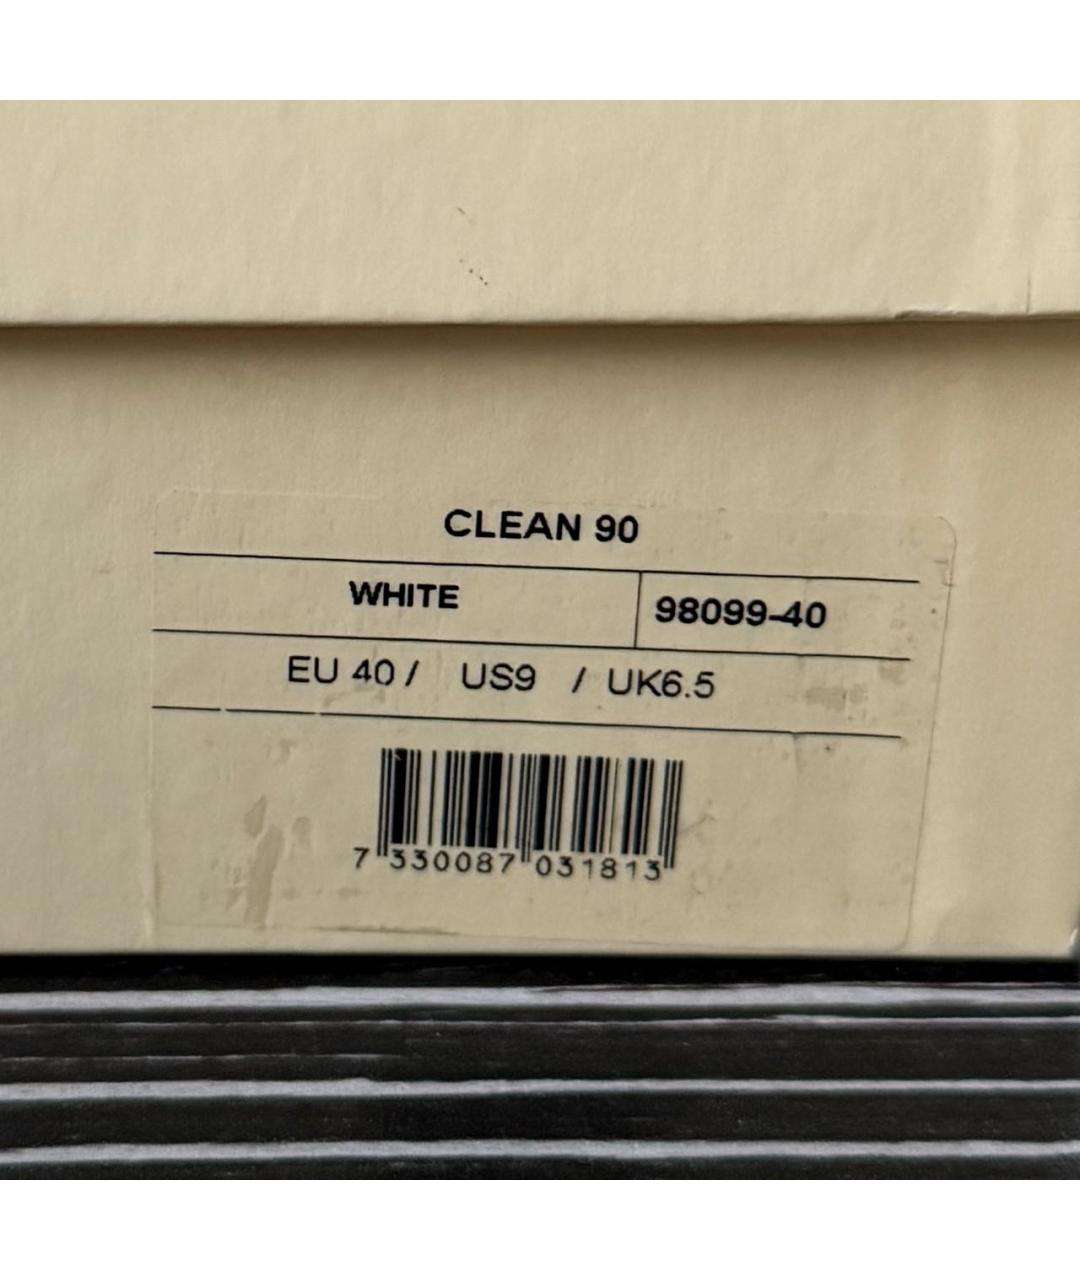 CLEAN 90
WHITE 98099-40
EU 40 / US9 / UK6.5
7 330087 031813